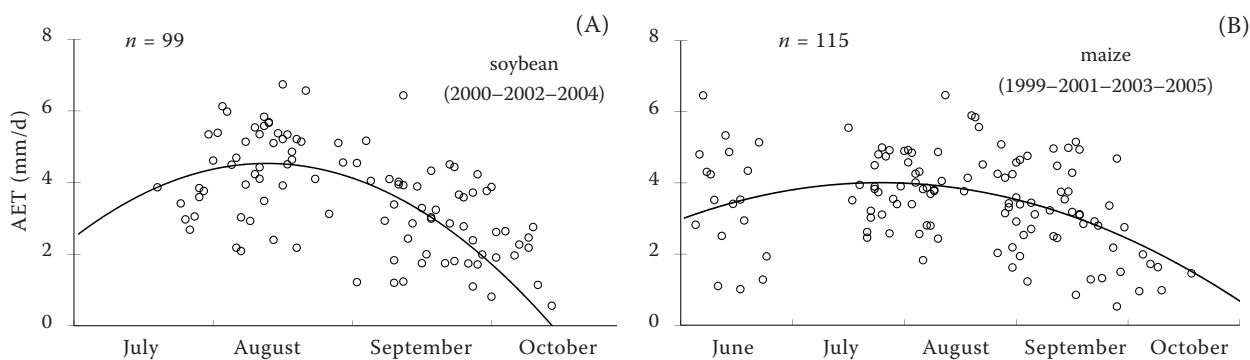 (A)
n = 99
soybean
(2000–2002–2004)
AET (mm/d)
8
6
4
2
0
July August September October
(B)
n = 115
maize
(1999–2001–2003–2005)
8
6
4
2
0
June July August September October